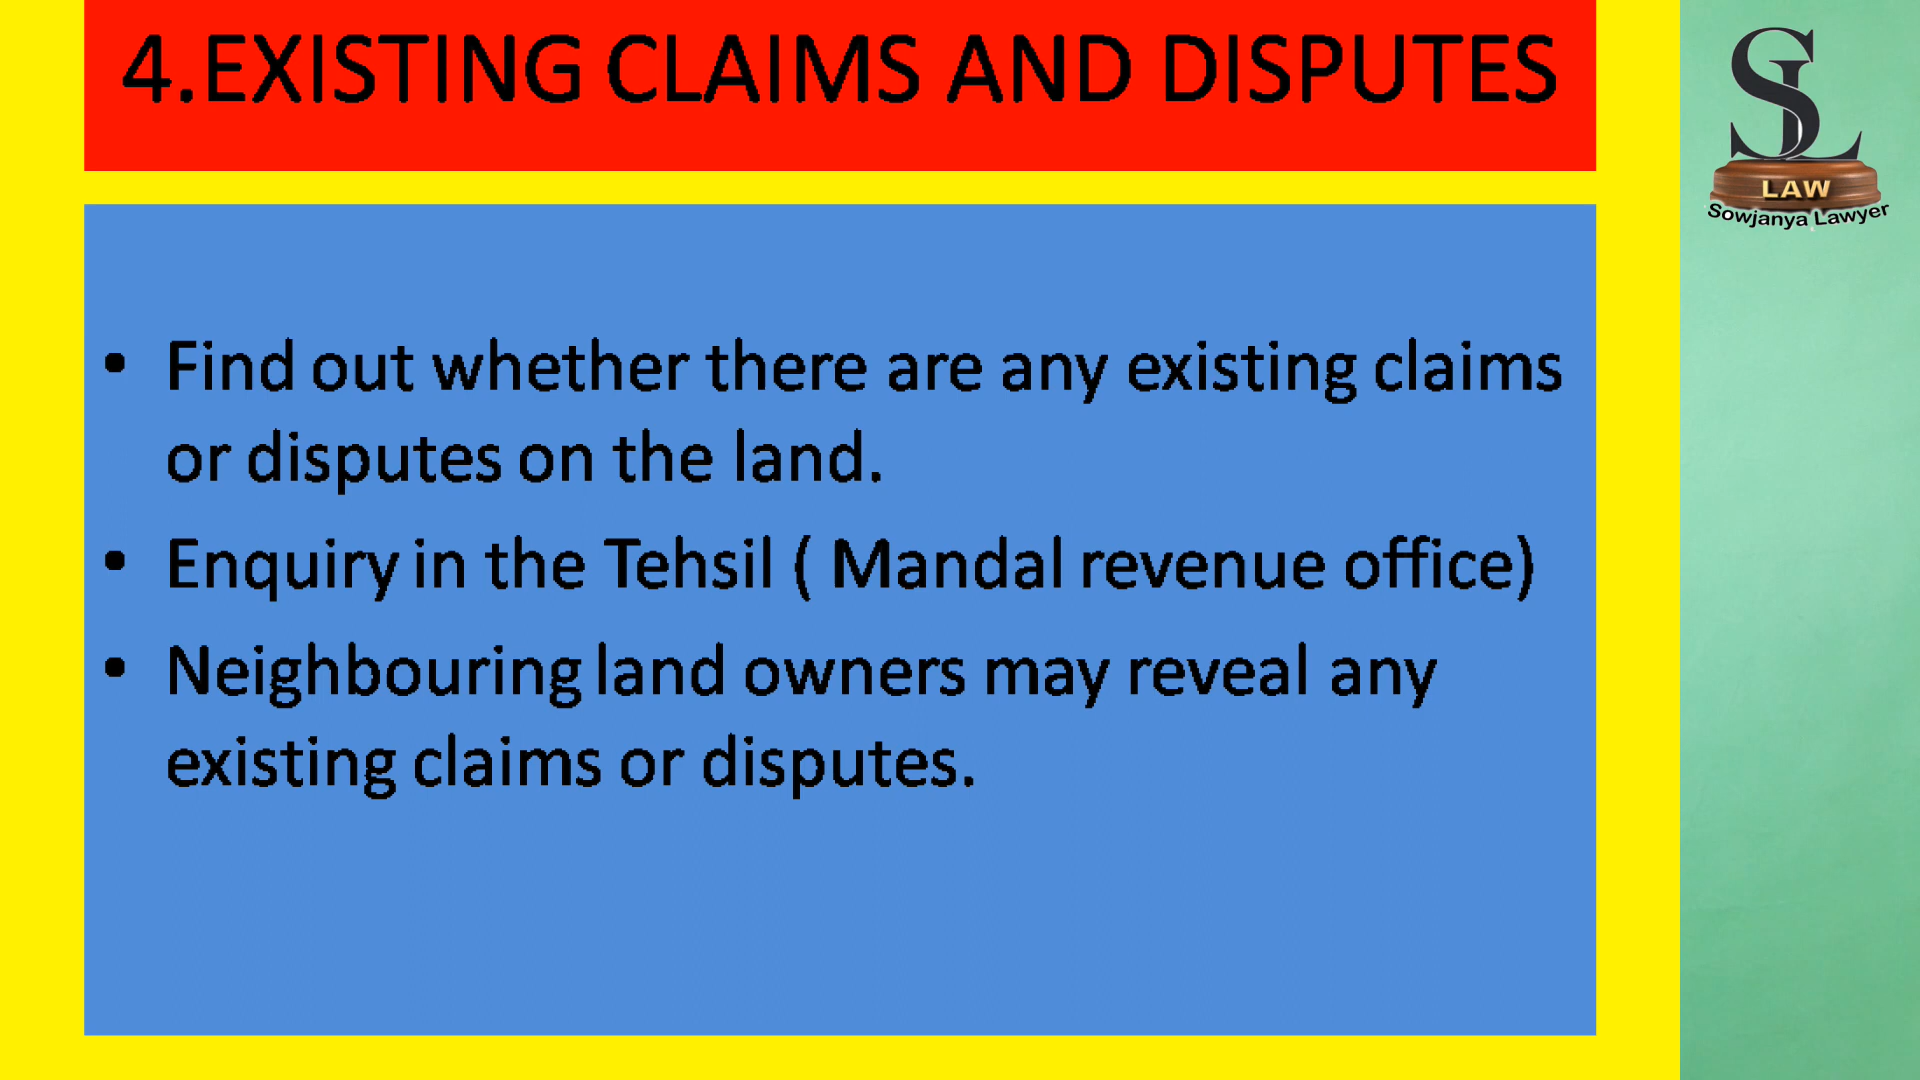 4.EXISTING CLAIMS AND DISPUTES
• Find out whether there are any existing claims
or disputes on the land.
• Enquiry in the Tehsil ( Mandal revenue office)
• Neighbouring land owners may reveal any
existing claims or disputes.
SL
LAW
Sowjanya Lawyer